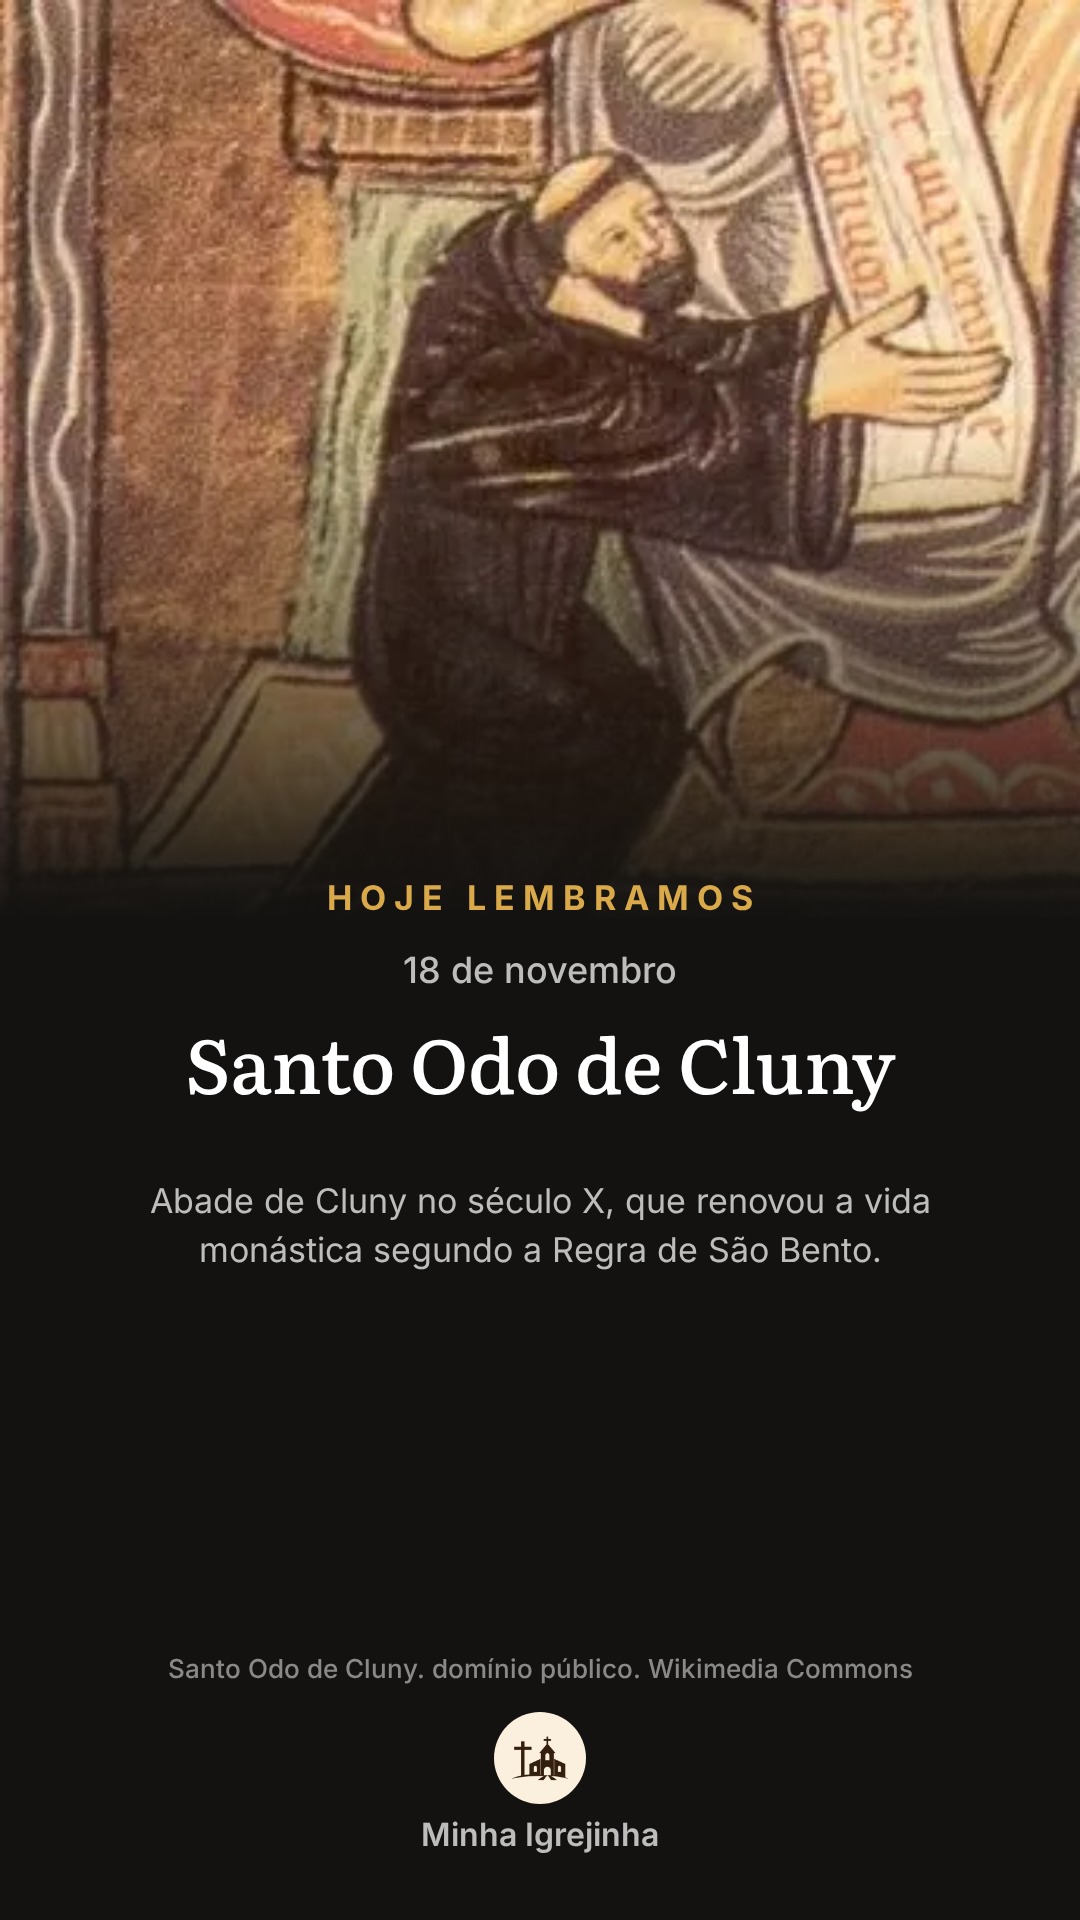 HOJE LEMBRAMOS
18 de novembro
Santo Odo de Cluny
Abade de Cluny no século X, que renovou a vida
monástica segundo a Regra de São Bento.
Santo Odo de Cluny. domínio público. Wikimedia Commons
Minha Igrejinha